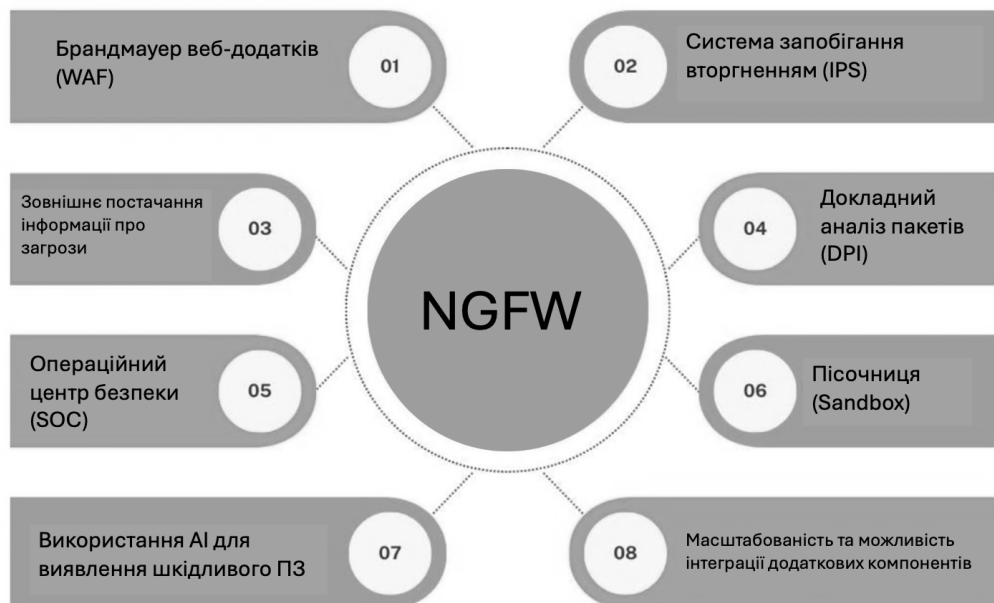 Брандмауер веб-додатків
(WAF)
01
02
Система запобігання
вторгненням (IPS)
Зовнішнє постачання
інформації про
загрози
03
04
Докладний
аналіз пакетів
(DPI)
NGFW
Операційний
центр безпеки
(SOC)
05
06
Пісочниця
(Sandbox)
Використання AI для
виявлення шкідливого ПЗ
07
08
Масштабованість та можливість
інтеграції додаткових компонентів